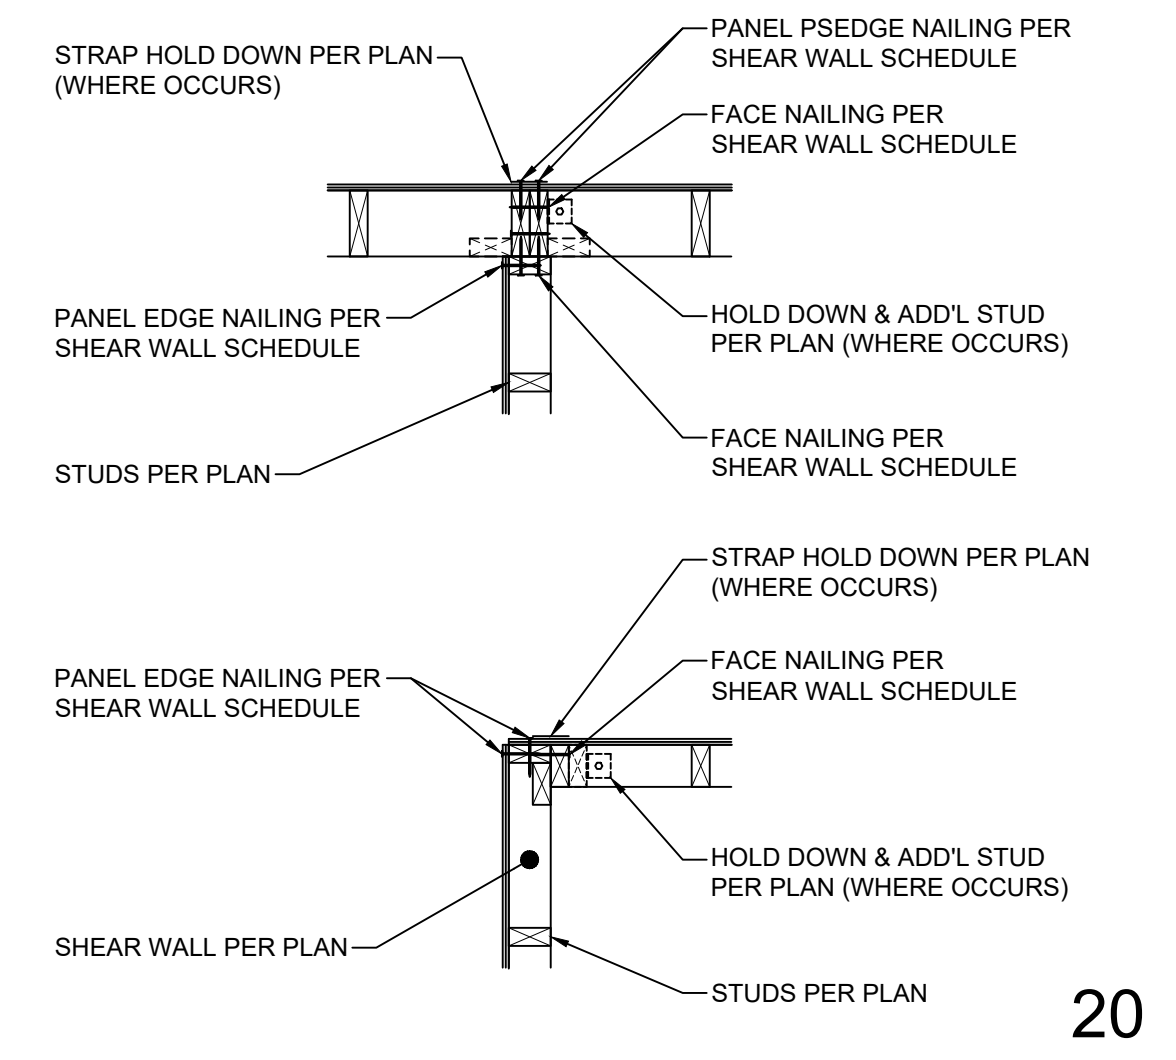 STRAP HOLD DOWN PER PLAN
(WHERE OCCURS)
PANEL PSEDGE NAILING PER
SHEAR WALL SCHEDULE
FACE NAILING PER
SHEAR WALL SCHEDULE
PANEL EDGE NAILING PER
SHEAR WALL SCHEDULE
HOLD DOWN & ADD'L STUD
PER PLAN (WHERE OCCURS)
STUDS PER PLAN
FACE NAILING PER
SHEAR WALL SCHEDULE
STRAP HOLD DOWN PER PLAN
(WHERE OCCURS)
PANEL EDGE NAILING PER
SHEAR WALL SCHEDULE
FACE NAILING PER
SHEAR WALL SCHEDULE
HOLD DOWN & ADD'L STUD
PER PLAN (WHERE OCCURS)
SHEAR WALL PER PLAN
STUDS PER PLAN
20